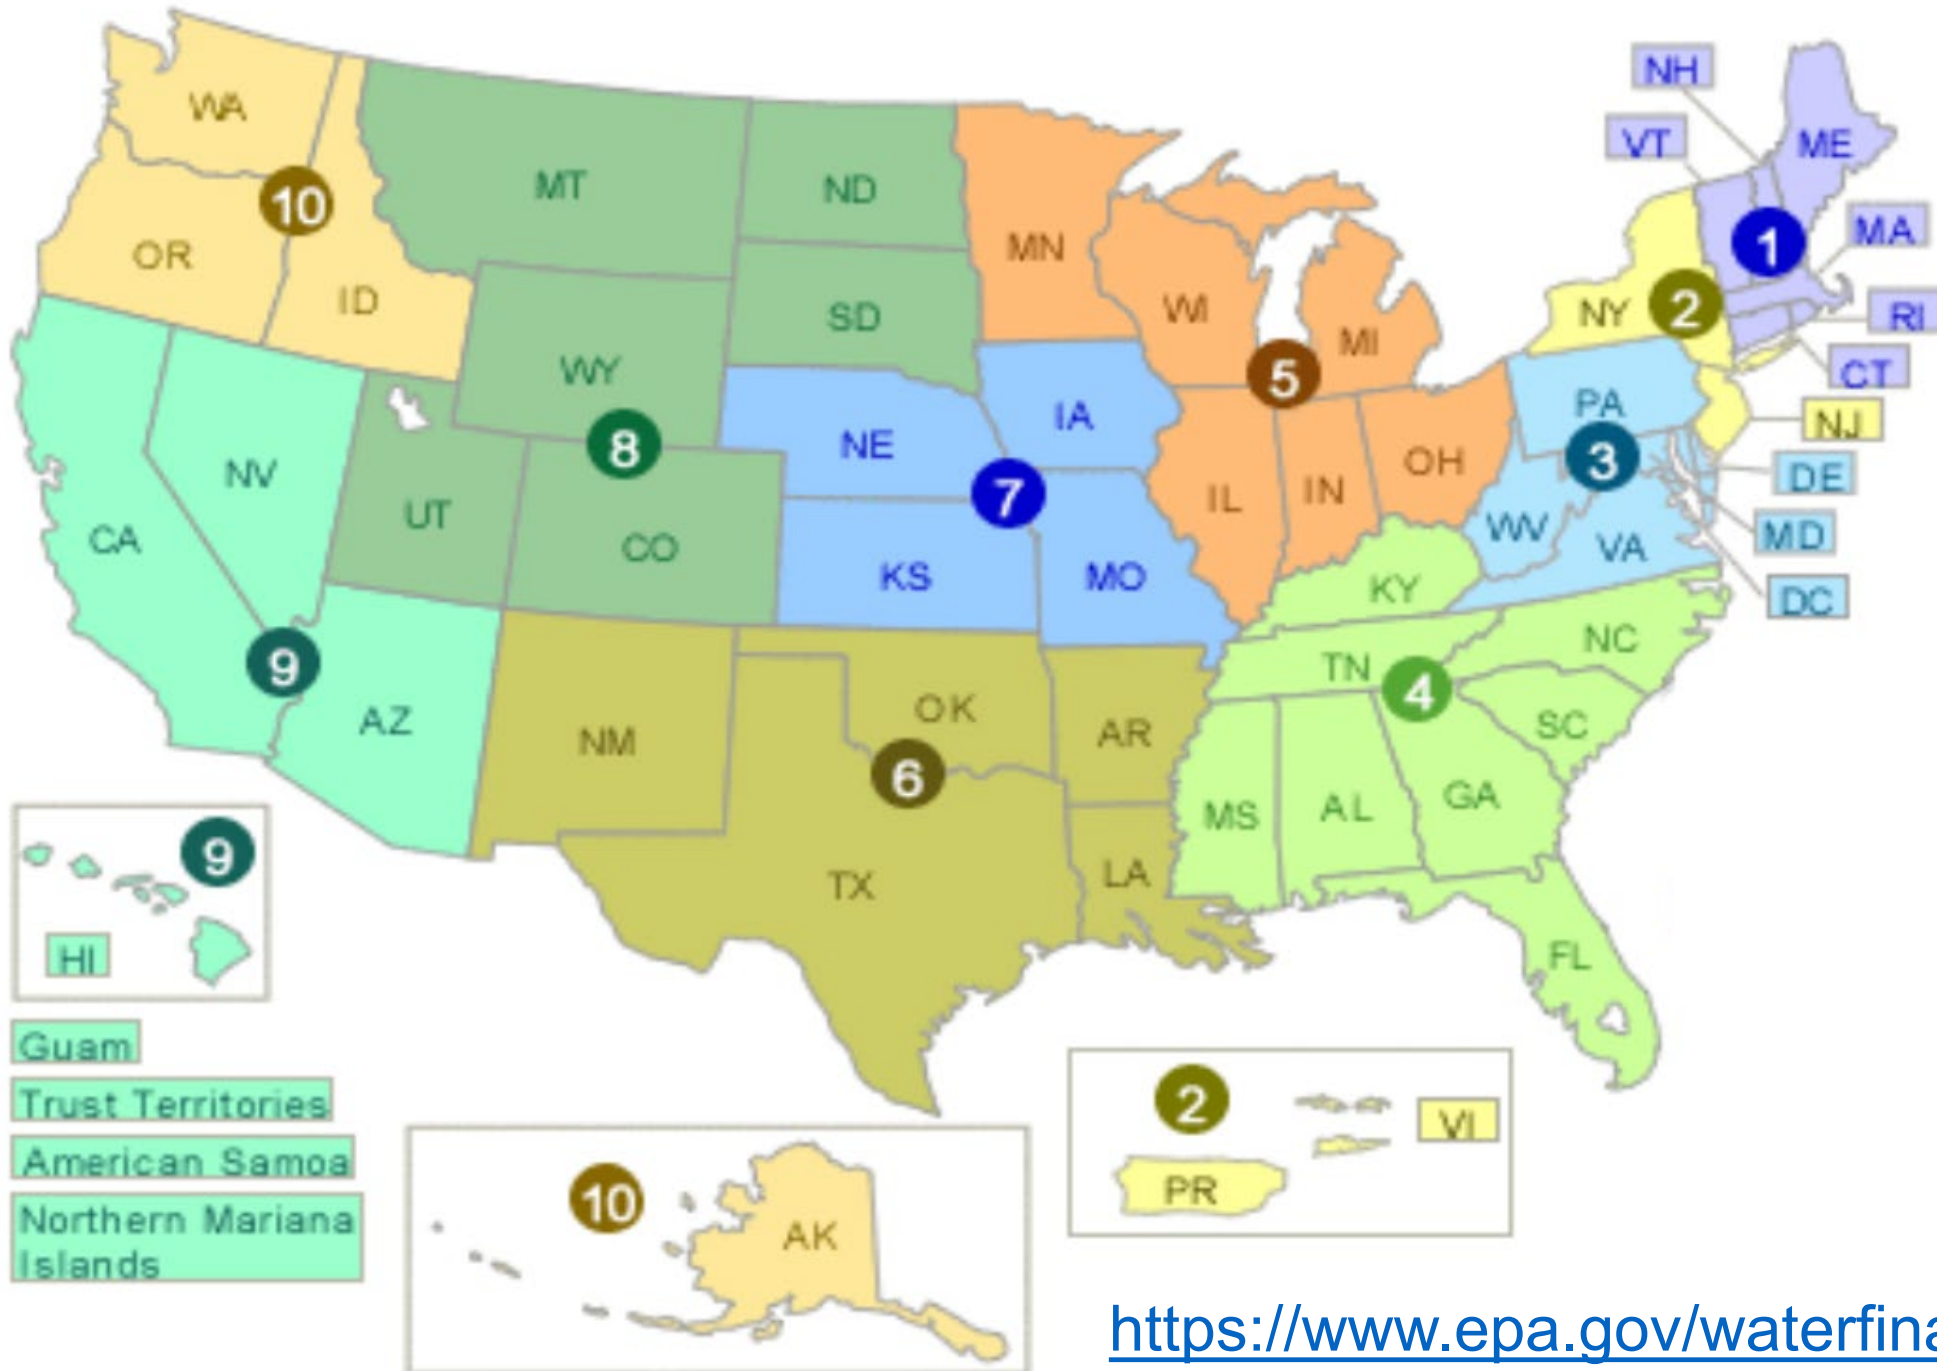 NH
WA
VT
ME
MT
ND
10
MA
OR
MN
1
ID
WI
NY
2
RI
SD
MI
WY
5
CT
PA
IA
NJ
8
NE
3
OH
NV
DE
7
IL
IN
UT
WV
CA
CO
VA
MD
KS
MO
KY
DC
NC
9
TN
4
AZ
OK
SC
NM
AR
6
GA
MS
AL
9
TX
LA
HI
FL
Guam
2
Trust Territories
VI
American Samoa
PR
10
Northern Mariana
AK
Islands
https://www.epa.gov/waterfina